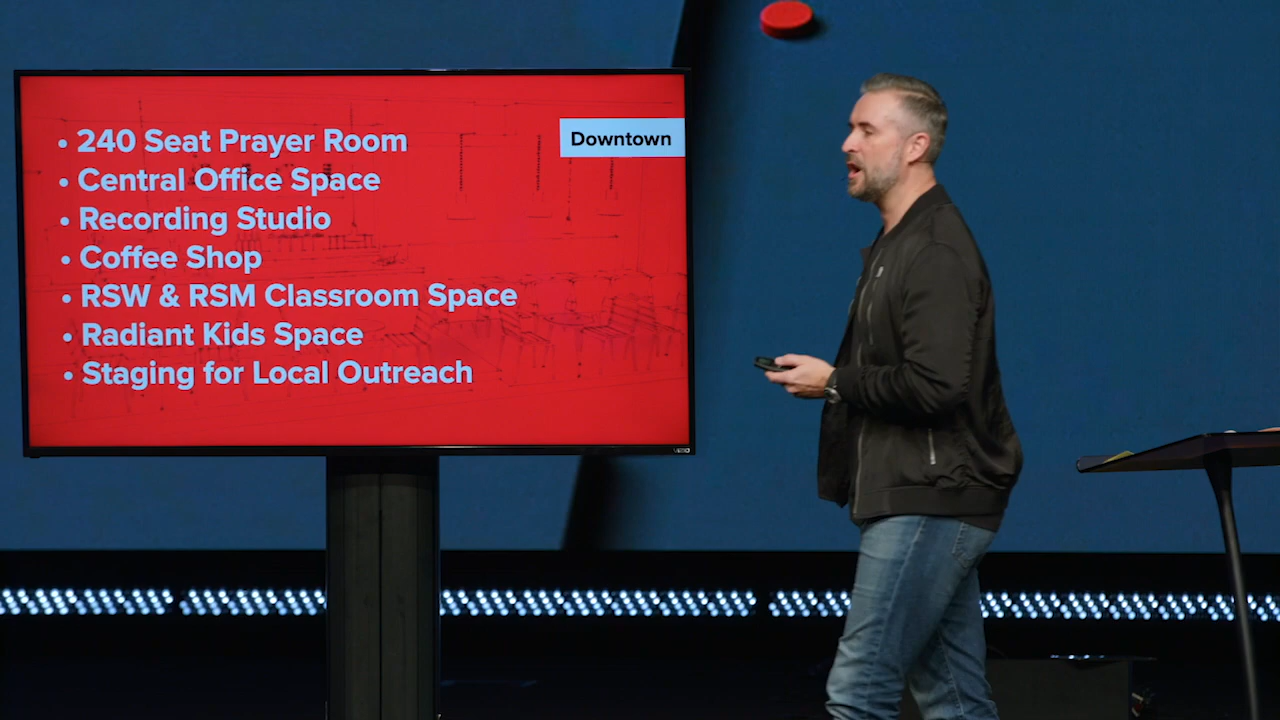 • 240 Seat Prayer Room
Downtown
• Central Office Space
• Recording Studio
• Coffee Shop
• RSW & RSM Classroom Space
• Radiant Kids Space
• Staging for Local Outreach
VIZIO